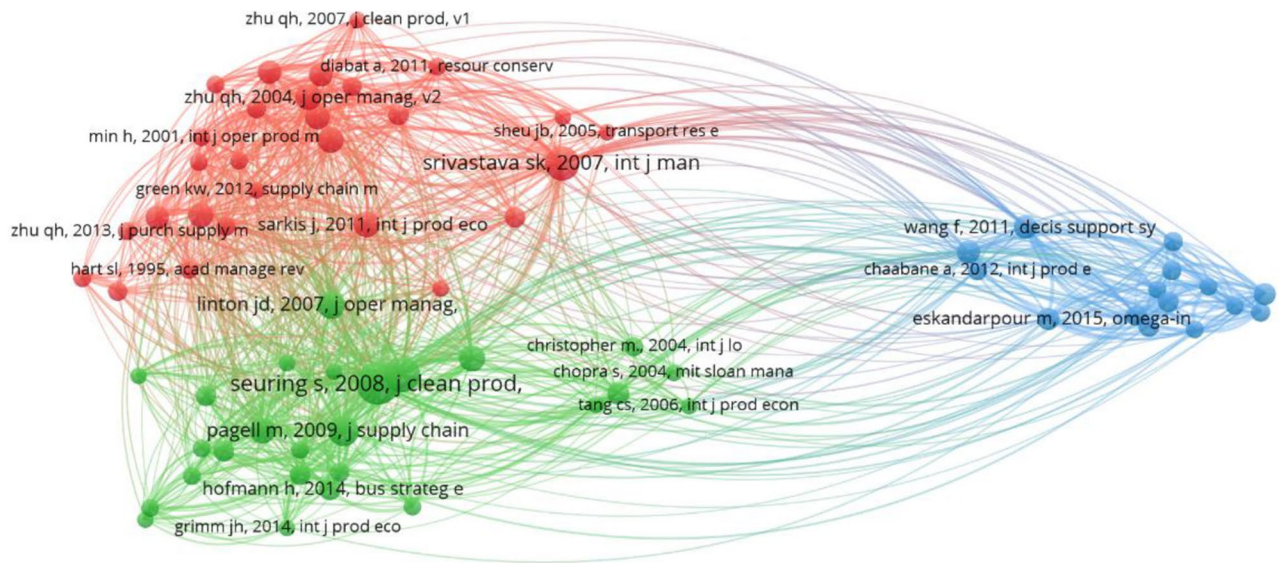 zhu qh, 2007, j clean prod, v1
diabat a, 2011, resour conserv
zhu qh, 2004, j oper manag, v2
min h, 2001, int j oper prod m
sheu jb, 2005, transport res e
srivastava sk, 2007, int j man
green kw, 2012, supply chain m
sarkis j, 2011, int j prod eco
zhu qh, 2013, j purch supply m
wang f, 2011, decis support sy
hart sl, 1995, acad manage rev
chaabane a, 2012, int j prod e
linton jd, 2007, j oper manag,
eskandarpour m, 2015, omega-in
christopher m., 2004, int j lo
chopra s, 2004, mit sloan mana
seuring s, 2008, j clean prod,
tang cs, 2006, int j prod econ
pagell m, 2009, j supply chain
hofmann h, 2014, bus strateg e
grimm jh, 2014, int j prod eco